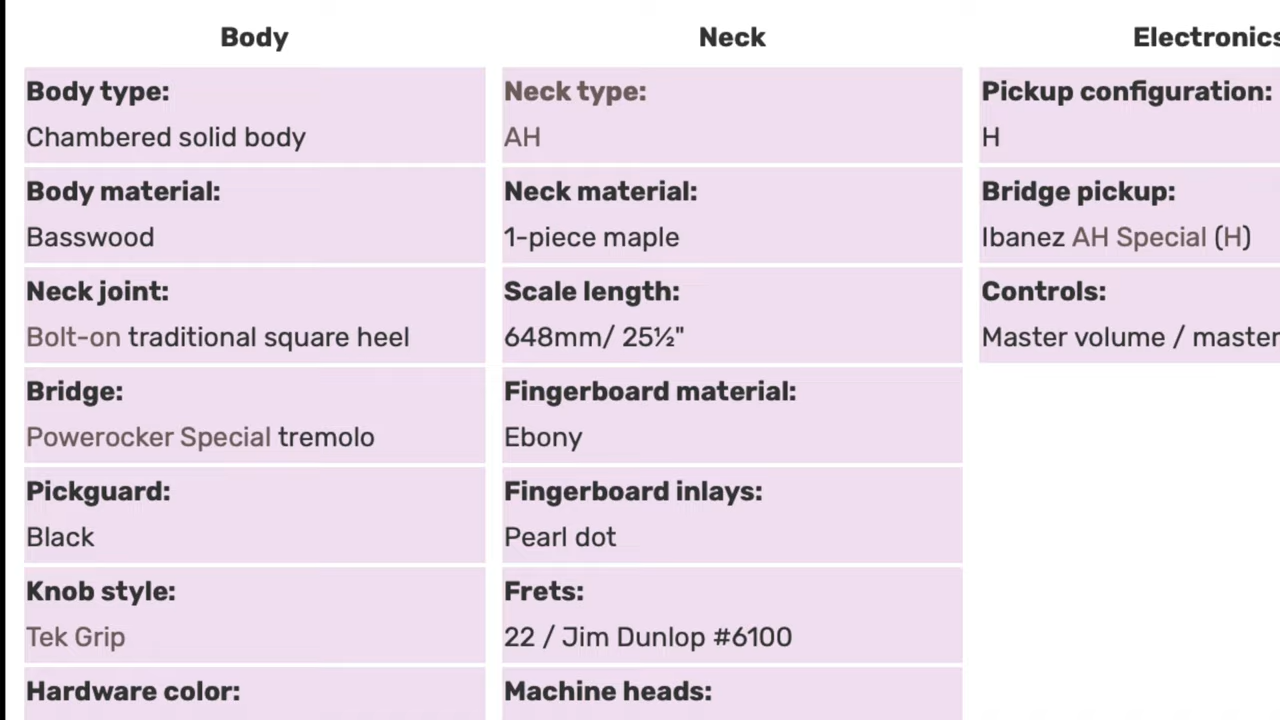 Body
Body type:
Chambered solid body
Body material:
Basswood
Neck joint:
Bolt-on traditional square heel
Bridge:
Powerocker Special tremolo
Pickguard:
Black
Knob style:
Tek Grip
Hardware color:
Neck
Neck type:
AH
Neck material:
1-piece maple
Scale length:
648mm/ 25½"
Fingerboard material:
Ebony
Fingerboard inlays:
Pearl dot
Frets:
22 / Jim Dunlop #6100
Machine heads:
Electronics
Pickup configuration:
H
Bridge pickup:
Ibanez AH Special (H)
Controls:
Master volume / master